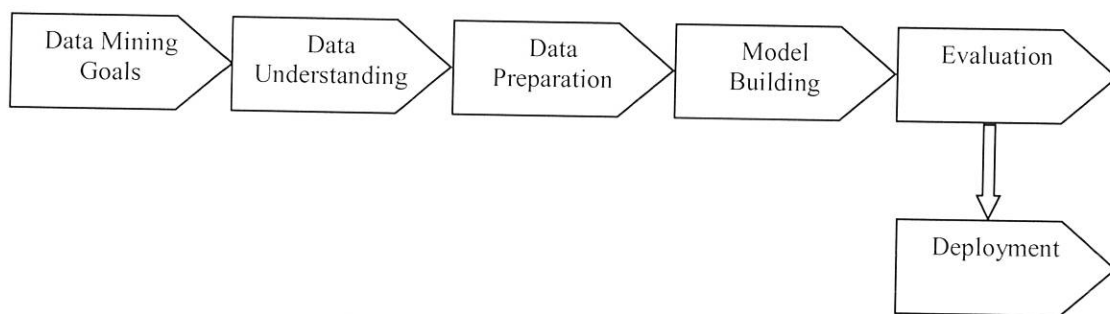 Data Mining
Goals
Data
Understanding
Data
Preparation
Model
Building
Evaluation
Deployment